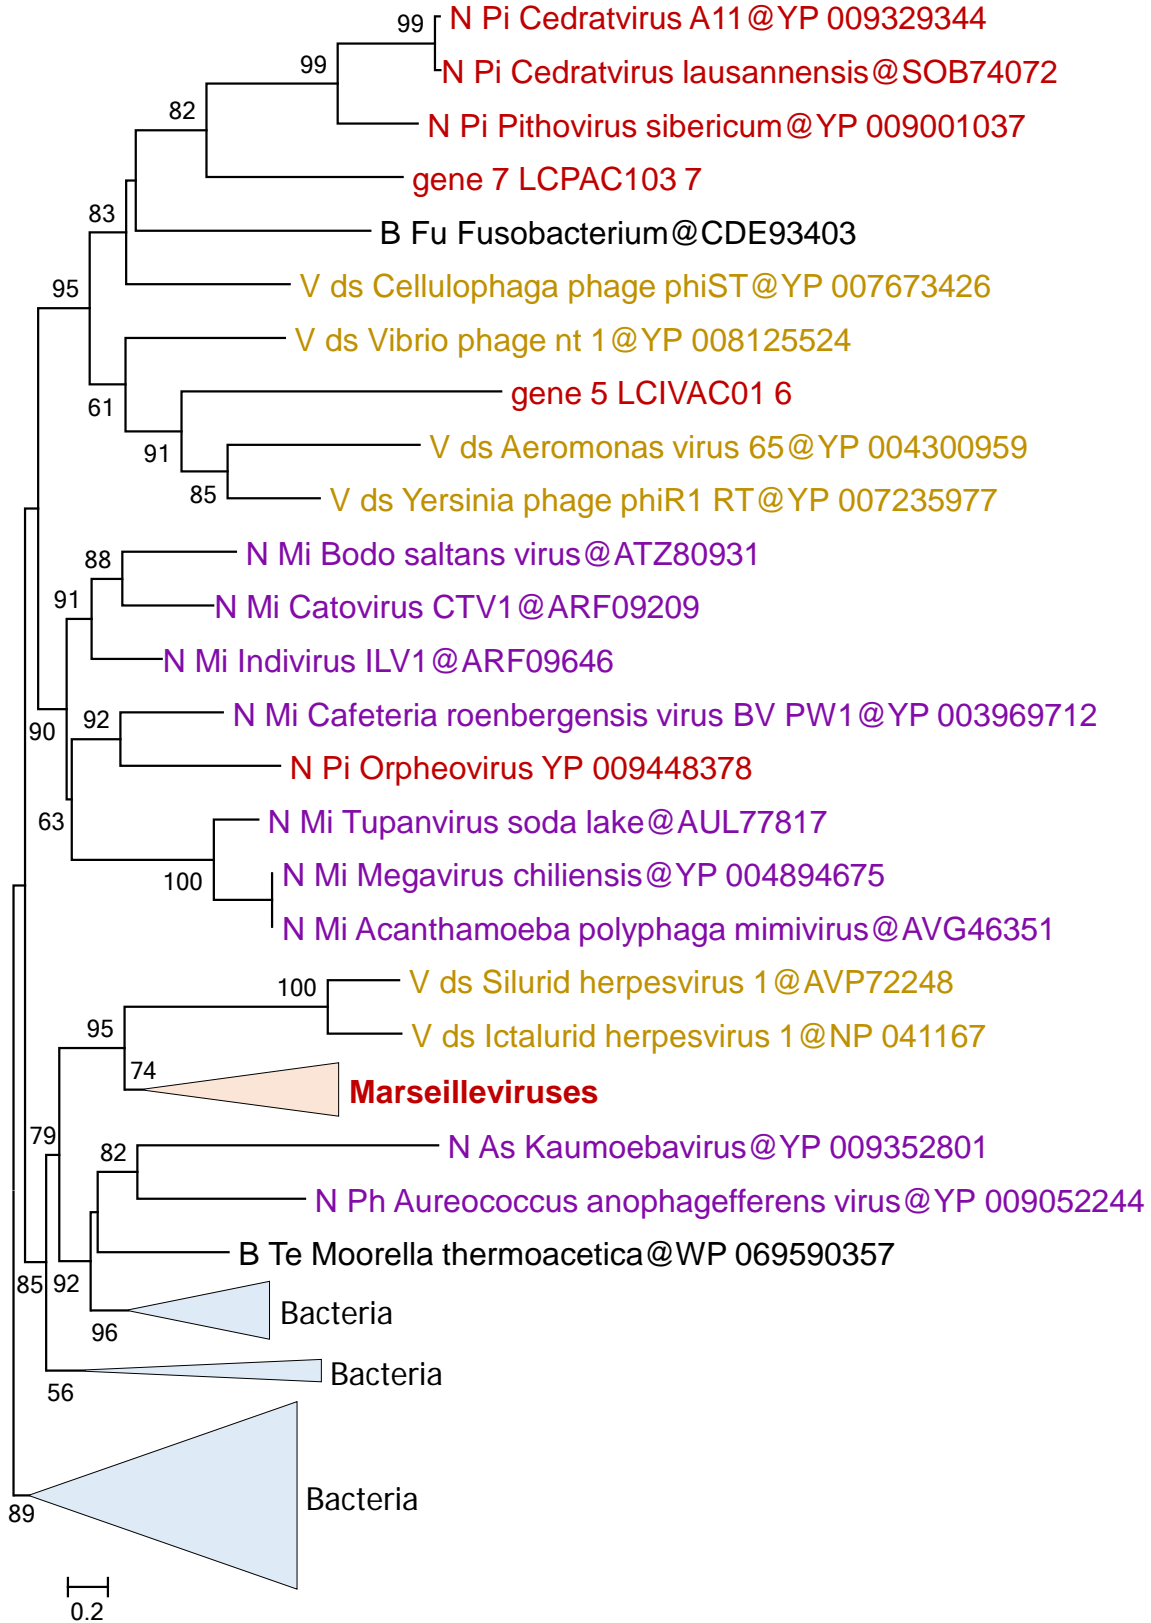 99 N Pi Cedratvirus A11@YP 009329344
N Pi Cedratvirus lausannensis@SOB74072
99
N Pi Pithovirus sibericum@YP 009001037
82
gene 7 LCPAC103 7
B Fu Fusobacterium@CDE93403
83
V ds Cellulophaga phage phiST@YP 007673426
95
V ds Vibrio phage nt 1@YP 008125524
gene 5 LCIVAC01 6
61
V ds Aeromonas virus 65@YP 004300959
91
V ds Yersinia phage phiR1 RT@YP 007235977
85
N Mi Bodo saltans virus@ATZ80931
88
N Mi Catovirus CTV1@ARF09209
91
N Mi Indivirus ILV1@ARF09646
N Mi Cafeteria roenbergensis virus BV PW1@YP 003969712
92
90
N Pi Orpheovirus YP 009448378
63
N Mi Tupanvirus soda lake@AUL77817
N Mi Megavirus chiliensis@YP 004894675
100
N Mi Acanthamoeba polyphaga mimivirus@AVG46351
V ds Silurid herpesvirus 1@AVP72248
100
V ds Ictalurid herpesvirus 1@NP 041167
95
74
Marseilleviruses
79
N As Kaumoebavirus@YP 009352801
82
N Ph Aureococcus anophagefferens virus@YP 009052244
B Te Moorella thermoacetica@WP 069590357
85 92
Bacteria
96
Bacteria
56
Bacteria
89
0.2